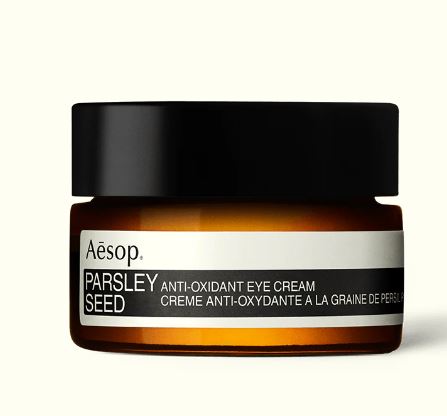 Aēsop.
PARSLEY SEED
ANTI-OXIDANT EYE CREAM
CREME ANTI-OXYDANTE A LA GRAINE DE PERSIL